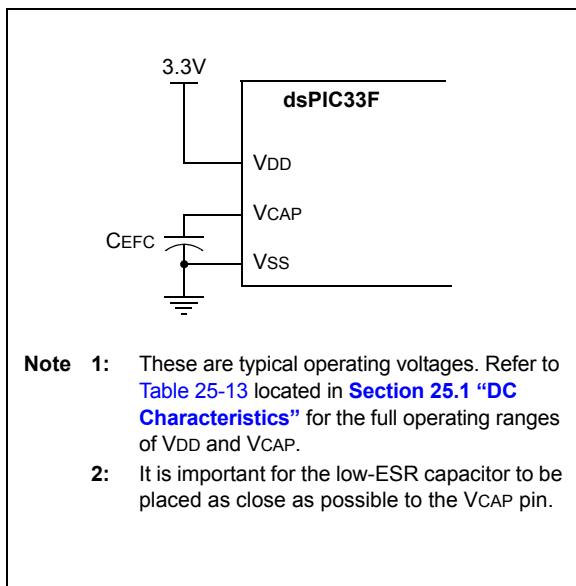 3.3V
dsPIC33F
VDD
VCAP
CEFC
VSS
Note 1: These are typical operating voltages. Refer to
Table 25-13 located in Section 25.1 “DC
Characteristics” for the full operating ranges
of VDD and VCAP.
2: It is important for the low-ESR capacitor to be
placed as close as possible to the VCAP pin.